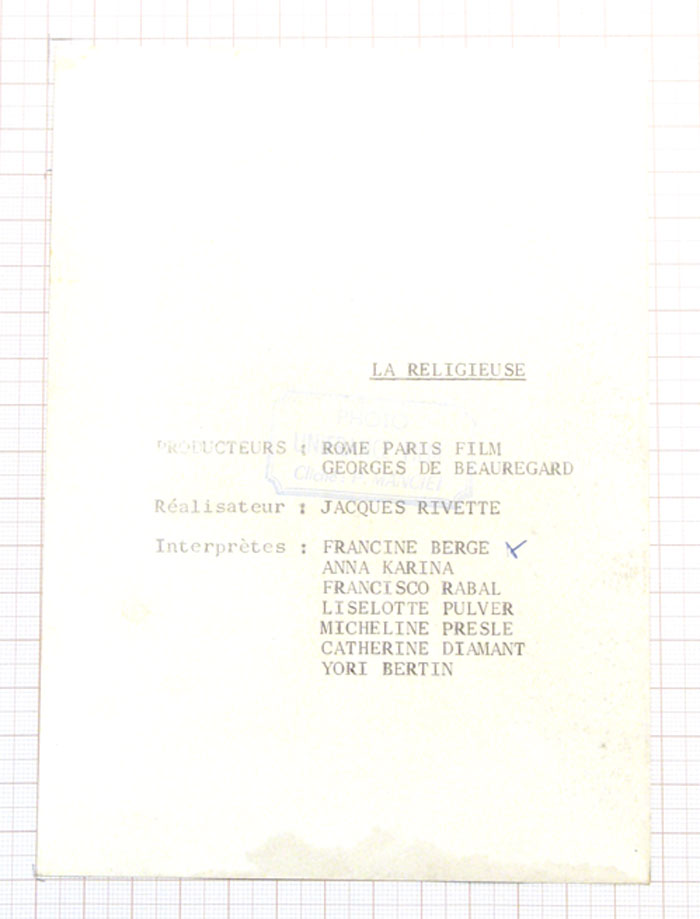 LA RELIGIEUSE
PHOTO
PRODUCTEURS : ROME PARIS FILM
GEORGES DE BEAUREGARD
Réalisateur : JACQUES RIVETTE
Interprètes : FRANCINE BERGE
ANNA KARINA
FRANCISCO RABAL
LISELOTTE PULVER
MICHELINE PRESLE
CATHERINE DIAMANT
YORI BERTIN